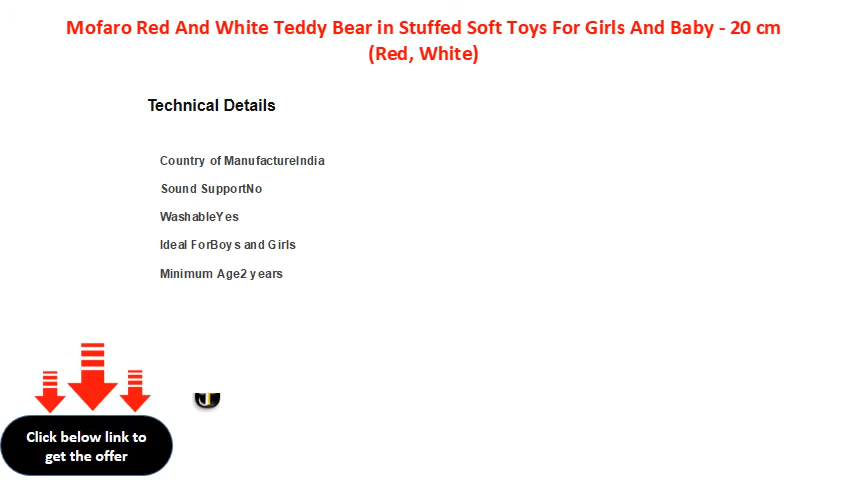 Mofaro Red And White Teddy Bear in Stuffed Soft Toys For Girls And Baby - 20 cm
(Red, White)
Technical Details
Country of ManufactureIndia
Sound SupportNo
WashableYes
Ideal ForBoys and Girls
Minimum Age2 years
Click below link to
get the offer